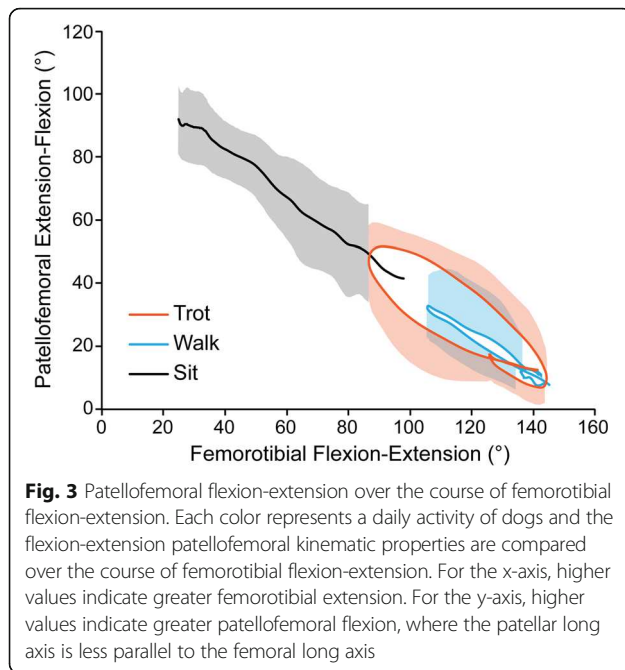 120
100
80
60
40
20
0
Patellofemoral Extension-Flexion (°)
Trot
Walk
Sit
0 20 40 60 80 100 120 140 160
Femorotibial Flexion-Extension (°)
Fig. 3 Patellofemoral flexion-extension over the course of femorotibial
flexion-extension. Each color represents a daily activity of dogs and the
flexion-extension patellofemoral kinematic properties are compared
over the course of femorotibial flexion-extension. For the x-axis, higher
values indicate greater femorotibial extension. For the y-axis, higher
values indicate greater patellofemoral flexion, where the patellar long
axis is less parallel to the femoral long axis